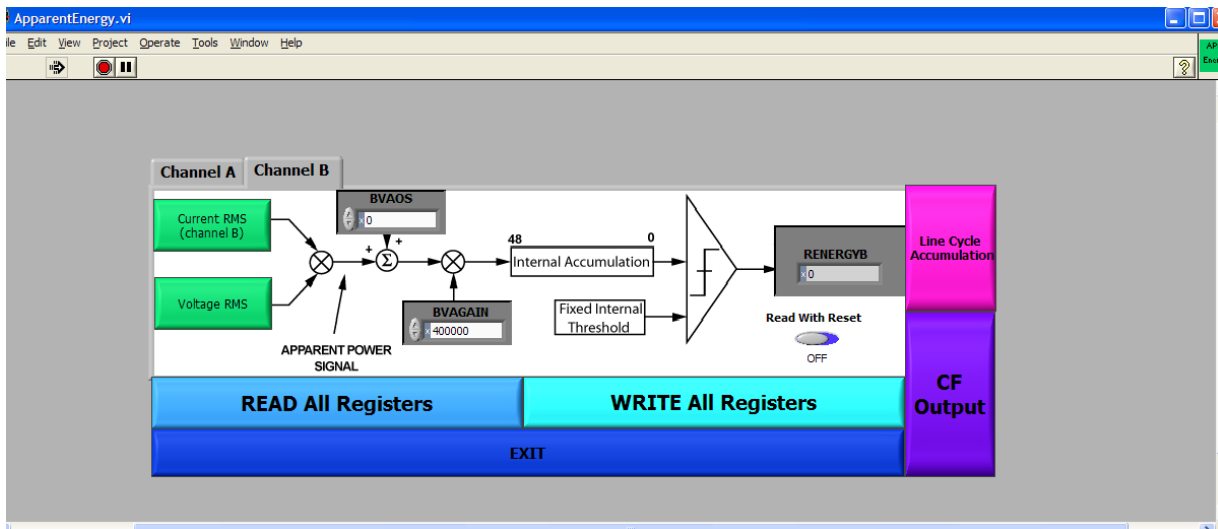 ApparentEnergy.vi
Edit View Project Operate Tools Window Help
?
Channel A Channel B
BVAOS
x 0
Current RMS
(channel B)
+ +
Σ
48 0
Internal Accumulation
RENERGYB
x 0
Line Cycle
Accumulation
Voltage RMS
BVAGAIN
x 400000
Fixed Internal
Threshold
Read With Reset
OFF
APPARENT POWER
SIGNAL
READ All Registers WRITE All Registers
CF
Output
EXIT